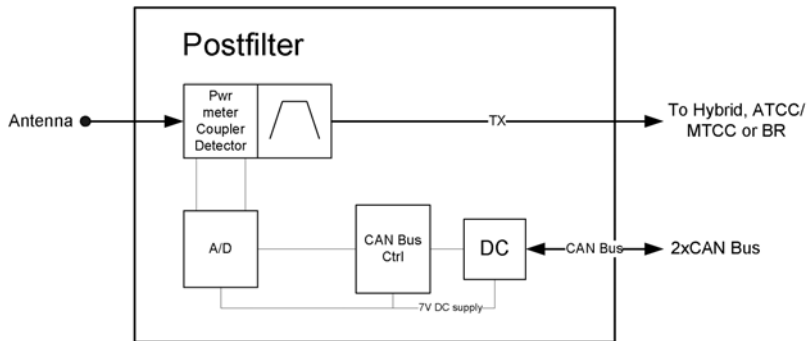 Postfilter
Pwr
meter
Coupler
Detector
Antenna
TX
To Hybrid, ATCC/
MTCC or BR
A/D
CAN Bus
Ctrl
DC
CAN Bus
2xCAN Bus
7V DC supply